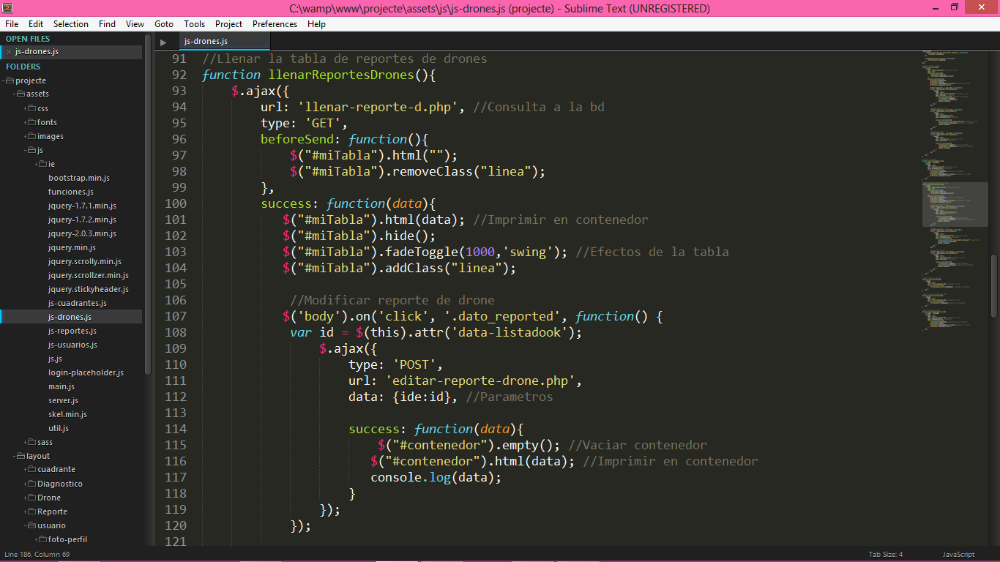 C:\wamp\www\projecte\assets\js\js-drones.js (projecte) - Sublime Text (UNREGISTERED)
File Edit Selection Find View Goto Tools Project Preferences Help
OPEN FILES
js-drones.js
FOLDERS
projecte
assets
css
fonts
images
js
ie
bootstrap.min.js
funciones.js
jquery-1.7.1.min.js
jquery-1.7.2.min.js
jquery-2.0.3.min.js
jquery.min.js
jquery.scrolly.min.js
jquery.scrollzer.min.js
jquery.stickyheader.js
js-cuadrantes.js
js-drones.js
js-reportes.js
js-usuarios.js
js.js
login-placeholder.js
main.js
server.js
skel.min.js
util.js
sass
layout
cuadrante
Diagnostico
Drone
Reporte
usuario
foto-perfil
js-drones.js
91 //Llenar la tabla de reportes de drones
92 function llenarReportesDrones(){
93 $.ajax({
94 url: 'llenar-reporte-d.php', //Consulta a la bd
95 type: 'GET',
96 beforeSend: function(){
97 $("#miTabla").html("");
98 $("#miTabla").removeClass("linea");
99 },
100 success: function(data){
101 $("#miTabla").html(data); //Imprimir en contenedor
102 $("#miTabla").hide();
103 $("#miTabla").fadeToggle(1000,'swing'); //Efectos de la tabla
104 $("#miTabla").addClass("linea");
105
106 //Modificar reporte de drone
107 $('body').on('click', '.dato_reported', function() {
108 var id = $(this).attr('data-listadook');
109 $.ajax({
110 type: 'POST',
111 url: 'editar-reporte-drone.php',
112 data: {ide:id}, //Parametros
113
114 success: function(data){
115 $("#contenedor").empty(); //Vaciar contenedor
116 $("#contenedor").html(data); //Imprimir en contenedor
117 console.log(data);
118 }
119 });
120 });
121
Line 186, Column 69
Tab Size: 4
JavaScript